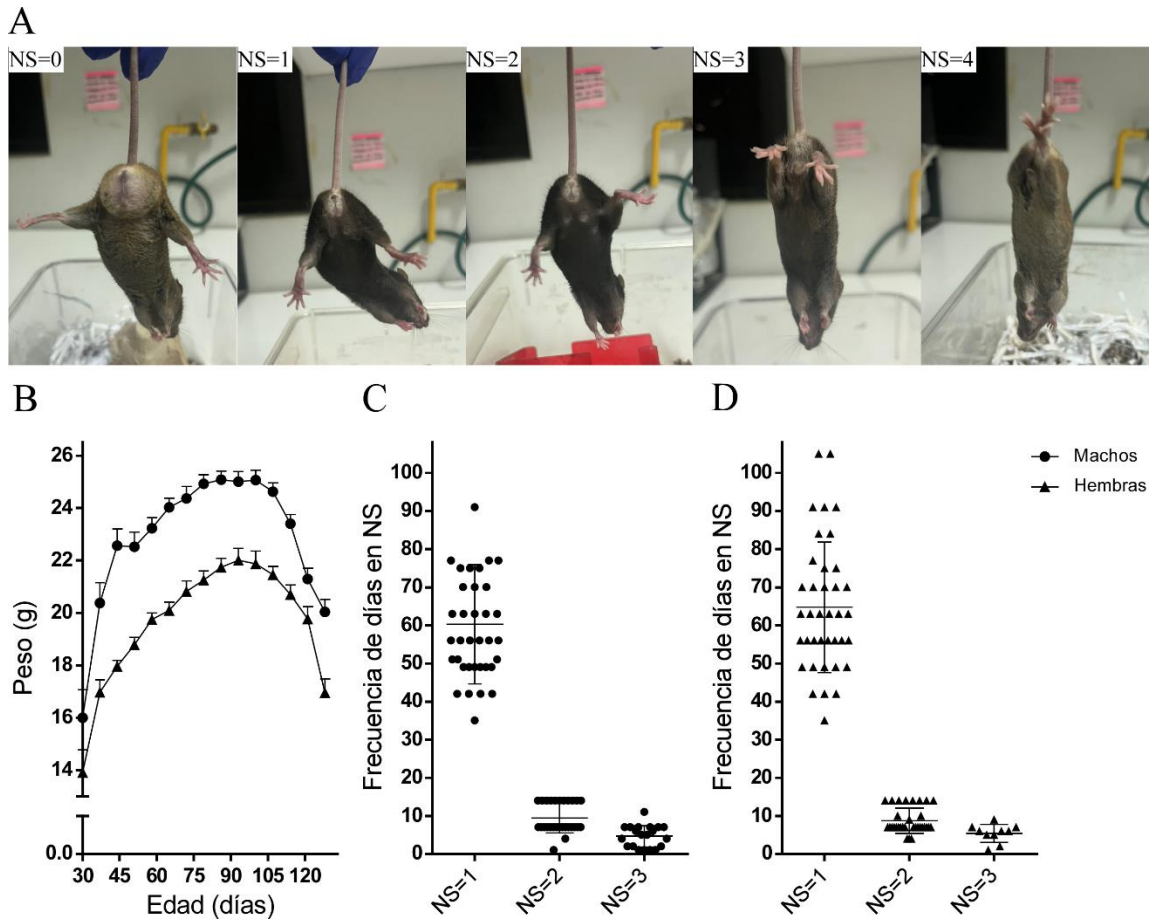 A
NS=0
NS=1
NS=2
NS=3
NS=4
B
Peso (g)
26
24
22
20
18
16
14
0.0
30
45
60
75
90
105
120
Edad (días)
C
Frecuencia de días en NS
100
90
80
70
60
50
40
30
20
10
0
NS=1
NS=2
NS=3
D
Frecuencia de días en NS
100
90
80
70
60
50
40
30
20
10
0
NS=1
NS=2
NS=3
Machos
Hembras